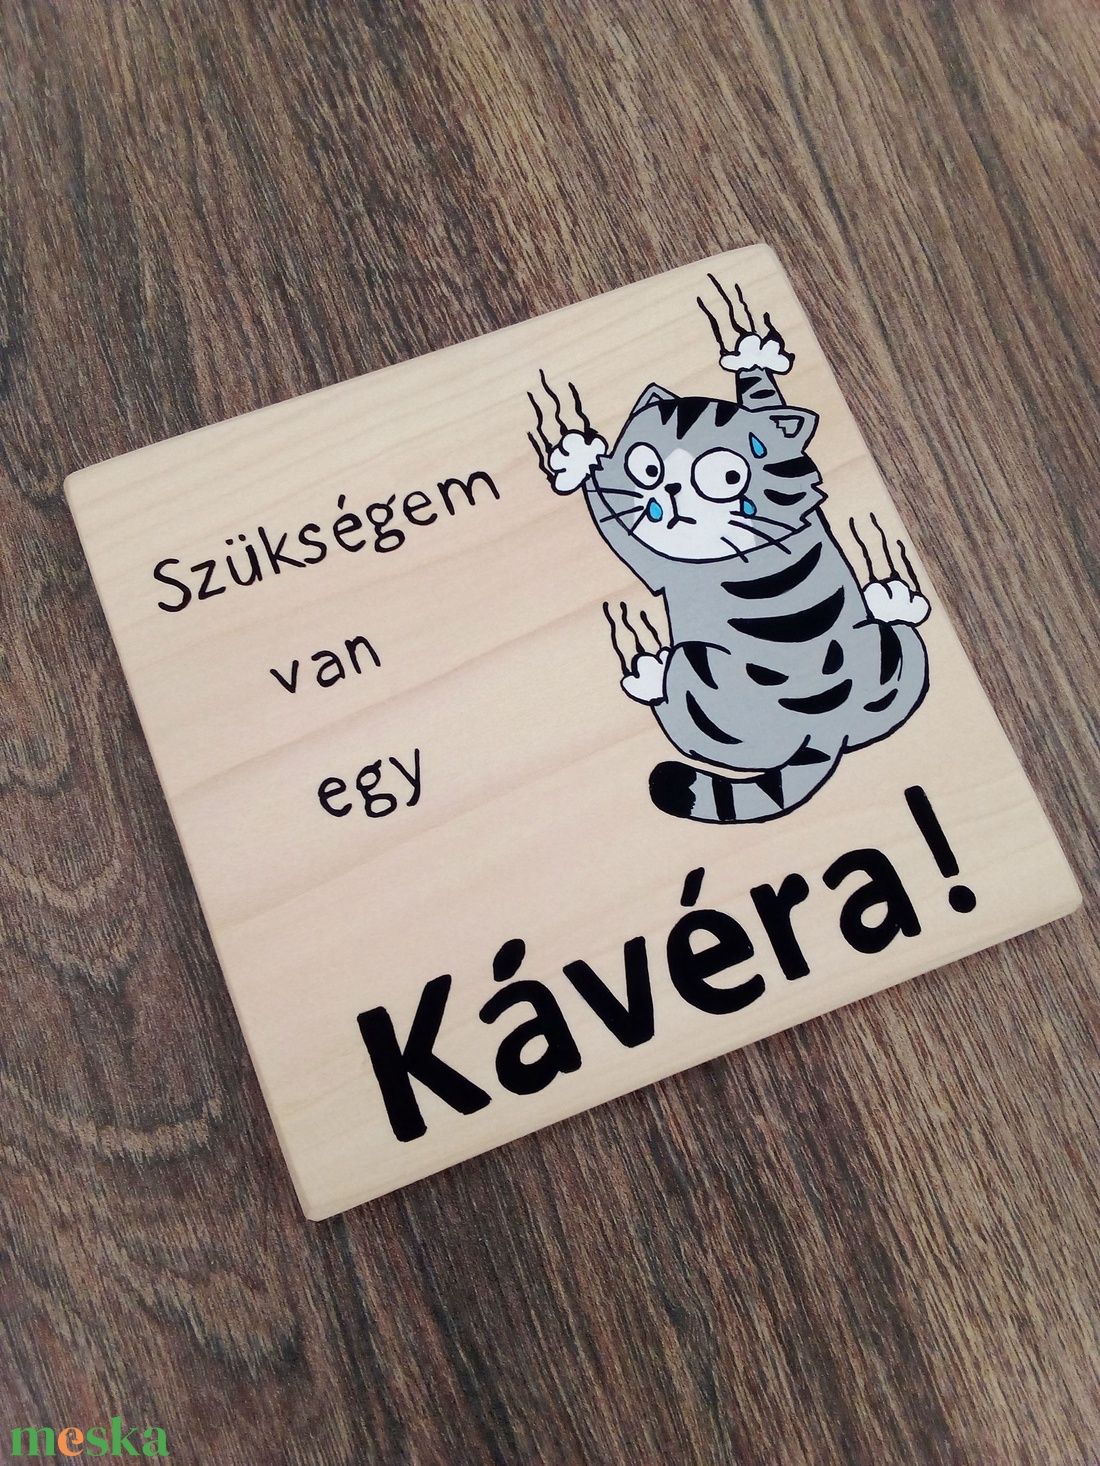 Szükségem
van
egy
Kávéra!
meska